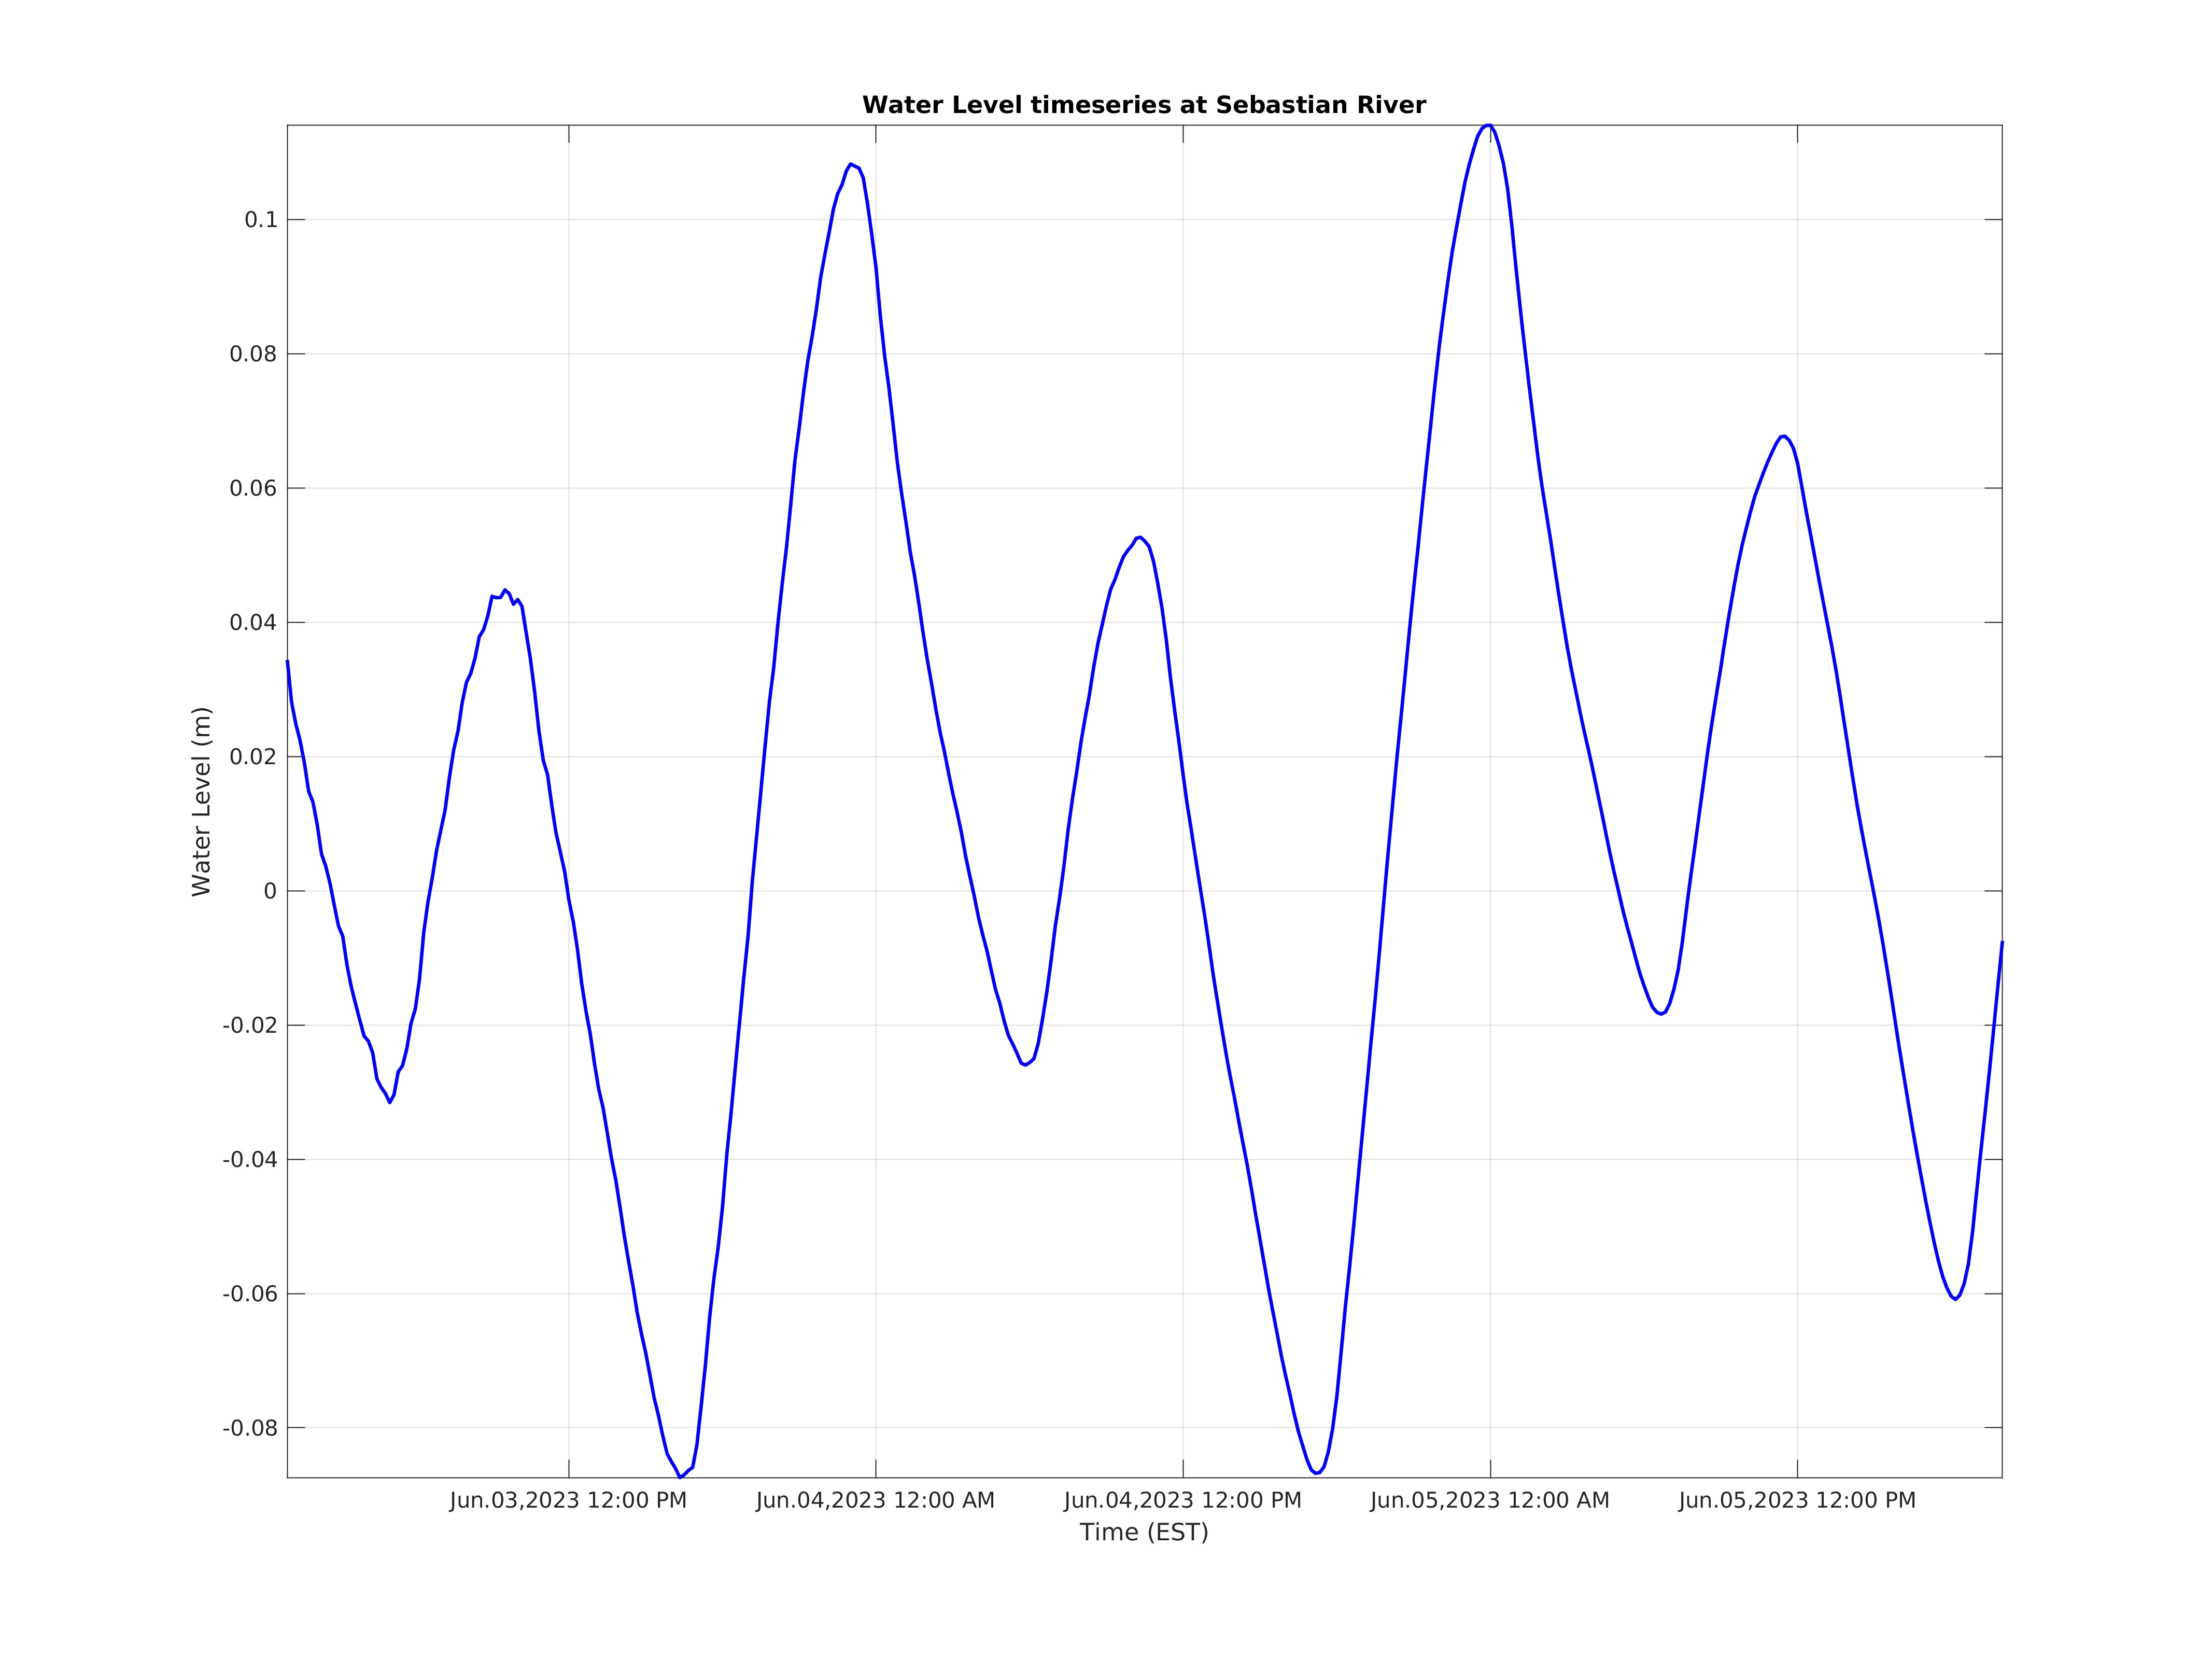 Water Level timeseries at Sebastian River
0.1
0.08
0.06
0.04
0.02
0
-0.02
-0.04
-0.06
-0.08
Water Level (m)
Jun.03,2023 12:00 PM
Jun.04,2023 12:00 AM
Jun.04,2023 12:00 PM
Jun.05,2023 12:00 AM
Jun.05,2023 12:00 PM
Time (EST)